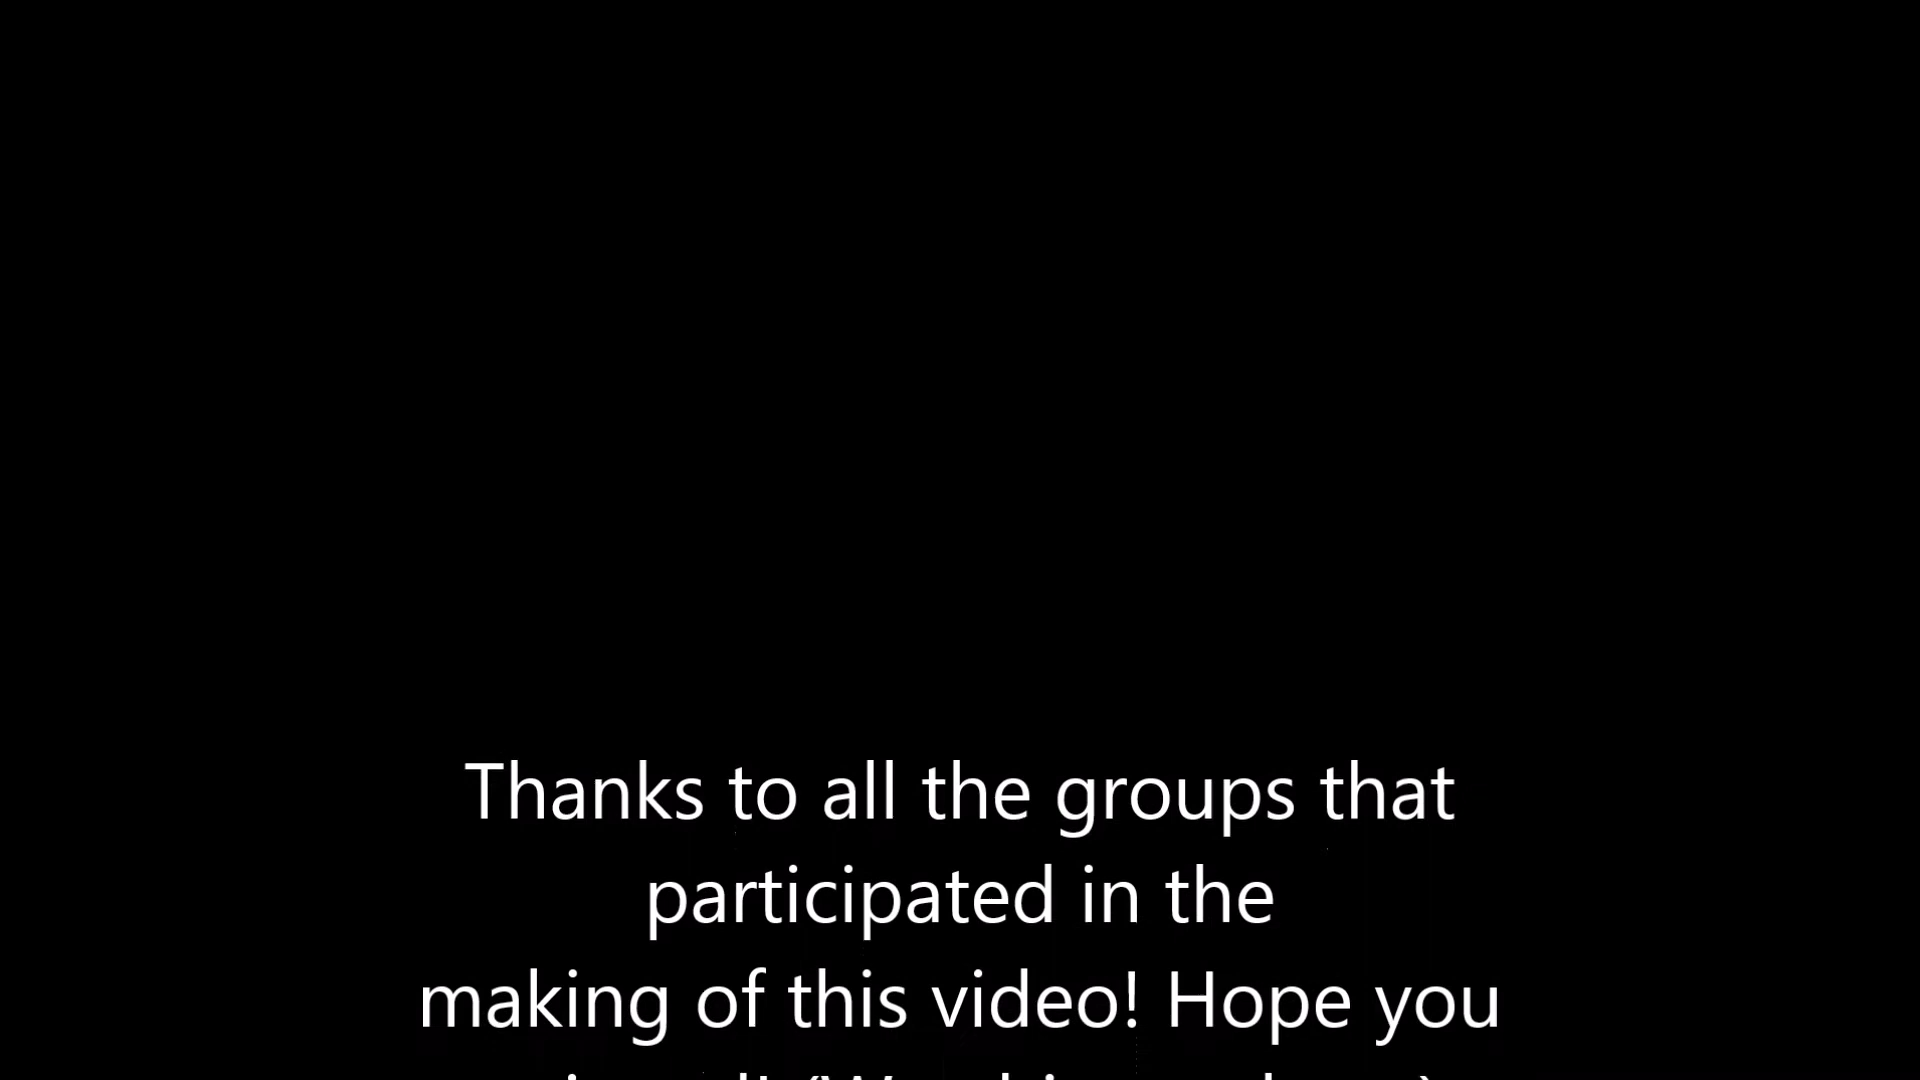 Thanks to all the groups that
participated in the
making of this video! Hope you